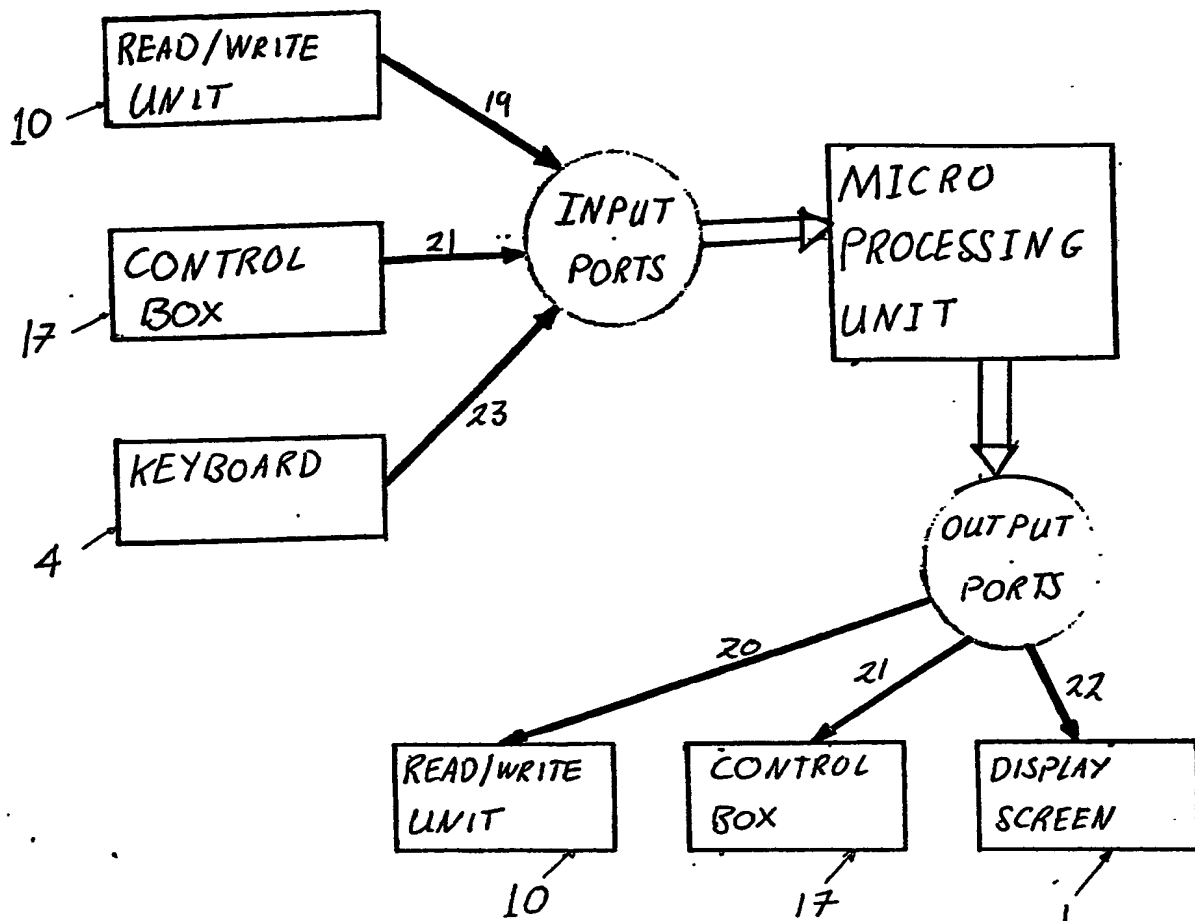 READ/WRITE
UNIT
10
19
CONTROL
BOX
17
21
KEYBOARD
4
23
INPUT
PORTS
MICRO
PROCESSING
UNIT
OUTPUT
PORTS
20
21
22
READ/WRITE
UNIT
10
CONTROL
BOX
17
DISPLAY
SCREEN
1